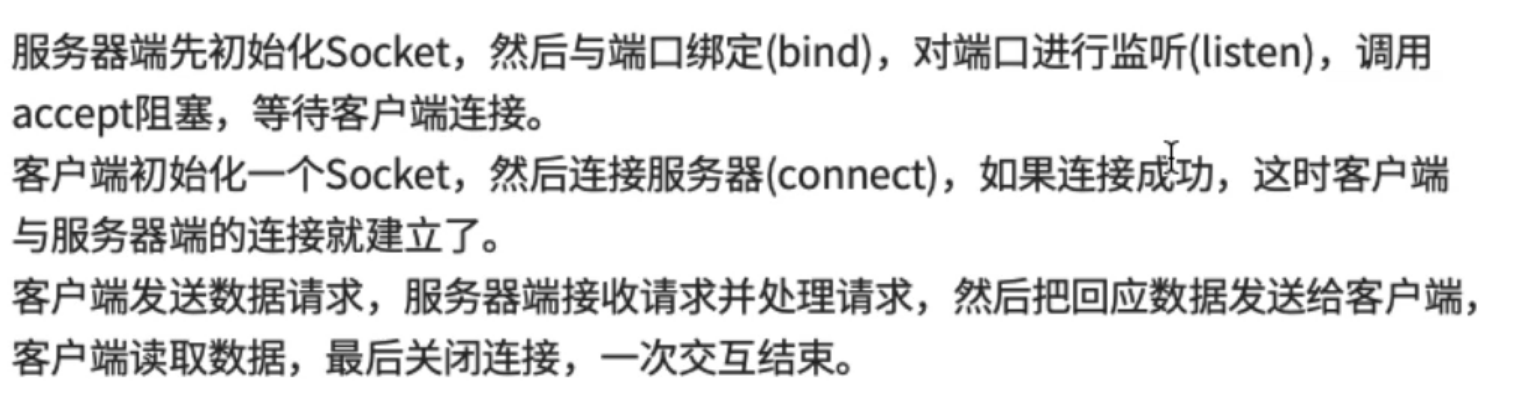 服务器端先初始化Socket，然后与端口绑定(bind)，对端口进行监听(listen)，调用
accept阻塞，等待客户端连接。
客户端初始化一个Socket，然后连接服务器(connect)，如果连接成功，这时客户端
与服务器端的连接就建立了。
客户端发送数据请求，服务器端接收请求并处理请求，然后把回应数据发送给客户端，
客户端读取数据，最后关闭连接，一次交互结束。